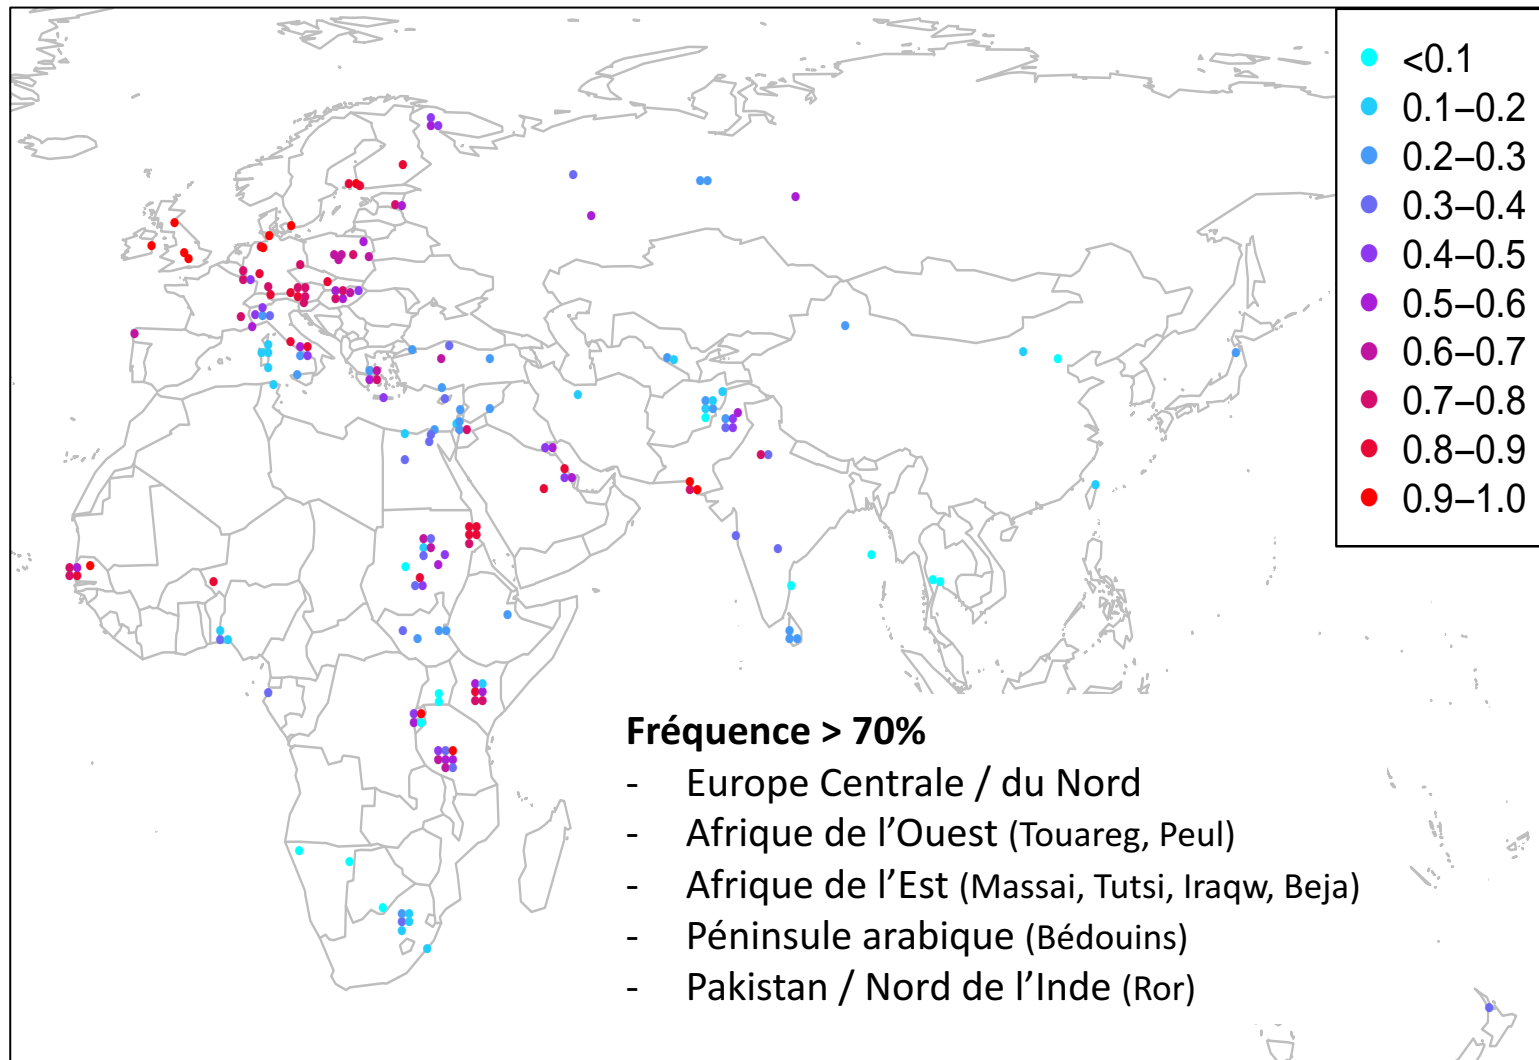 <0.1
0.1–0.2
0.2–0.3
0.3–0.4
0.4–0.5
0.5–0.6
0.6–0.7
0.7–0.8
0.8–0.9
0.9–1.0
Fréquence > 70%
- Europe Centrale / du Nord
- Afrique de l’Ouest (Touareg, Peul)
- Afrique de l’Est (Massai, Tutsi, Iraqw, Beja)
- Péninsule arabique (Bédouins)
- Pakistan / Nord de l’Inde (Ror)